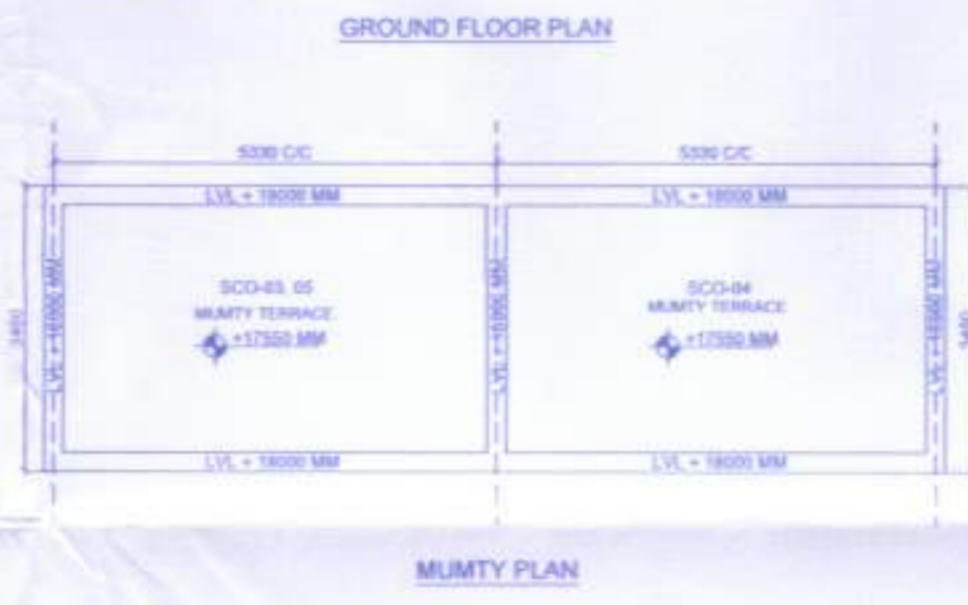 GROUND FLOOR PLAN
5330 C/C
5330 C/C
LVL + 18000 MM
LVL + 18000 MM
SCO-03, 05
MUMTY TERRACE
+17550 MM
SCO-04
MUMTY TERRACE
+17550 MM
LVL + 18000 MM
LVL + 18000 MM
LVL + 18000 MM
LVL + 18000 MM
LVL + 18000 MM
MUMTY PLAN